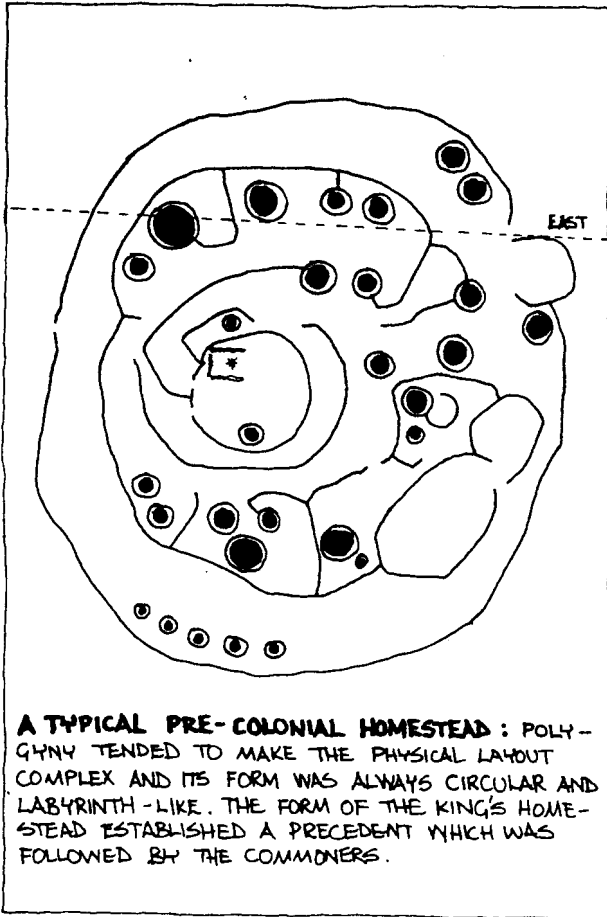 EAST
A TYPICAL PRE-COLONIAL HOMESTEAD : POLY-
GYNY TENDED TO MAKE THE PHYSICAL LAYOUT
COMPLEX AND ITS FORM WAS ALWAYS CIRCULAR AND
LABYRINTH-LIKE. THE FORM OF THE KING'S HOME-
STEAD ESTABLISHED A PRECEDENT WHICH WAS
FOLLOWED BY THE COMMONERS.